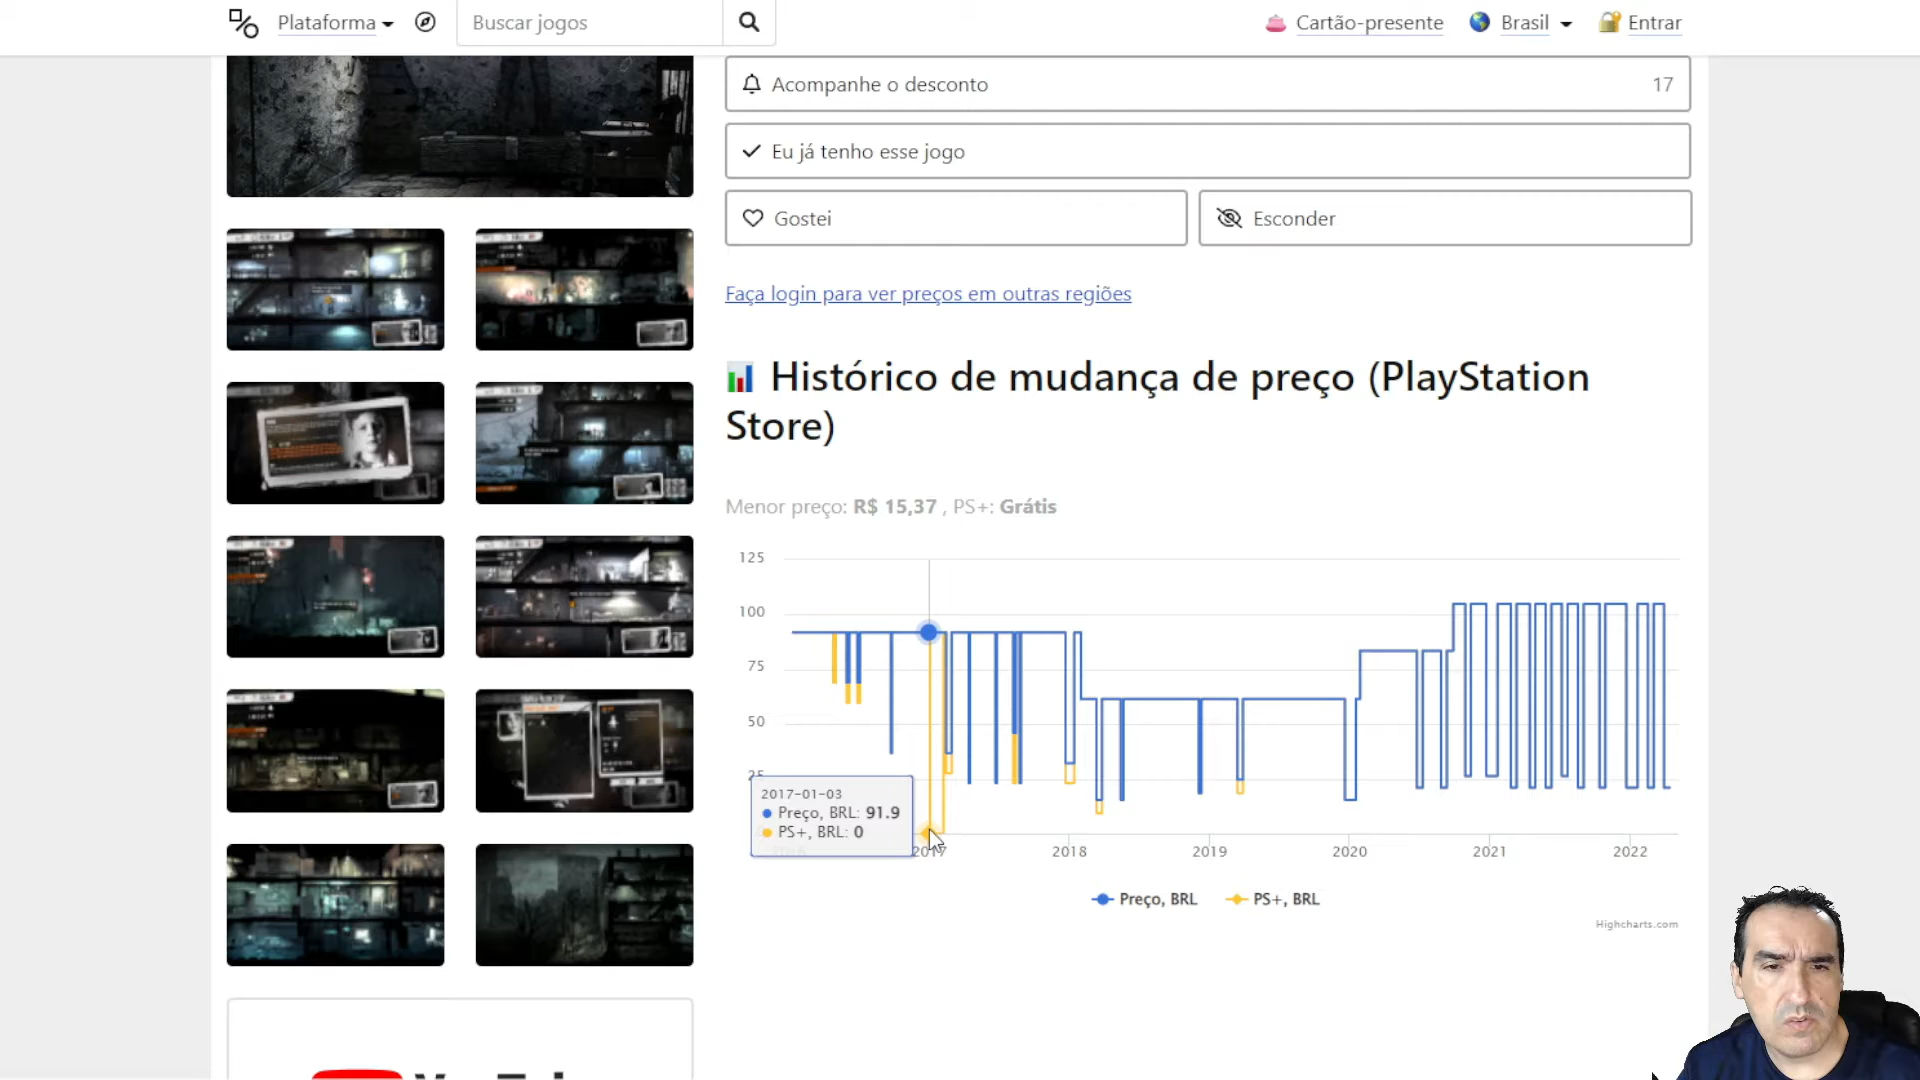 Plataforma
Buscar jogos
Cartão-presente
Brasil
Entrar
Acompanhe o desconto 17
Eu já tenho esse jogo
Gostei
Esconder
Faça login para ver preços em outras regiões
Histórico de mudança de preço (PlayStation
Store)
Menor preço: R$ 15,37 , PS+: Grátis
125
100
75
50
25
2017-01-03
Preço, BRL: 91.9
PS+, BRL: 0
2016 2017 2018 2019 2020 2021 2022
Preço, BRL PS+, BRL
Highcharts.com